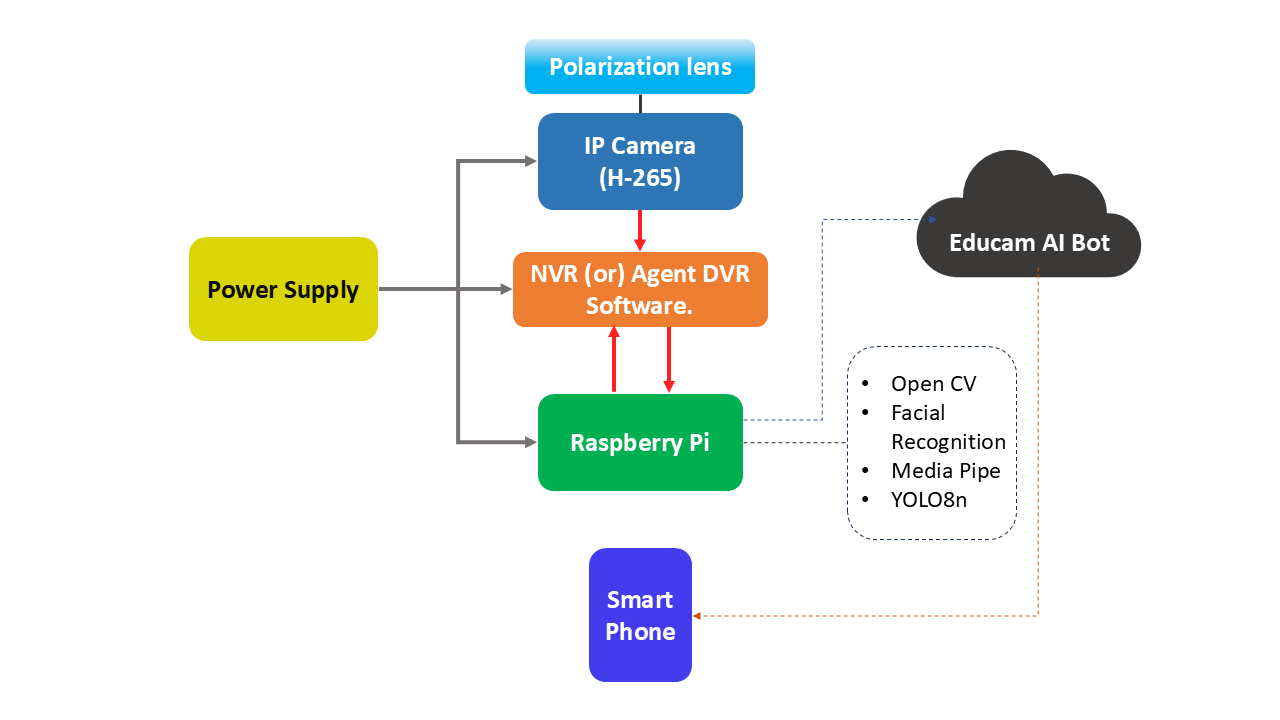 Polarization lens
IP Camera
(H-265)
Educam AI Bot
Power Supply
NVR (or) Agent DVR
Software.
Raspberry Pi
• Open CV
• Facial
Recognition
• Media Pipe
• YOLO8n
Smart
Phone